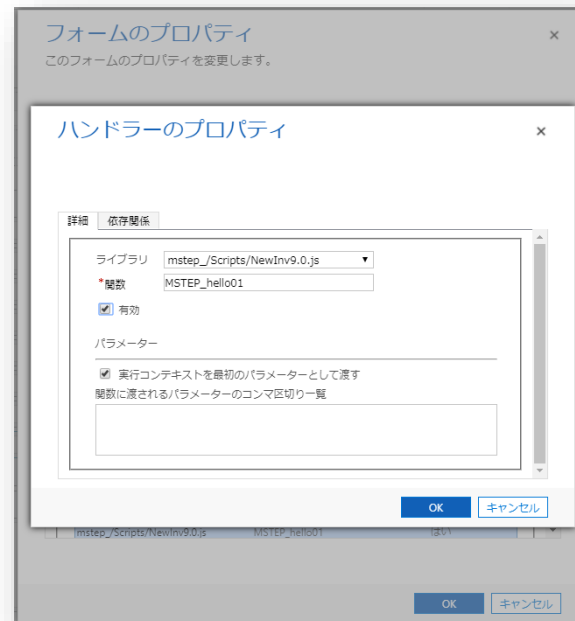 フォームのプロパティ
×
このフォームのプロパティを変更します。
ハンドラーのプロパティ
×
詳細 依存関係
ライブラリ mstep_/Scripts/NewInv9.0.js
*関数 MSTEP_hello01
有効
パラメーター
実行コンテキストを最初のパラメーターとして渡す
関数に渡されるパラメーターのコンマ区切り一覧
OK キャンセル
mstep_/Scripts/NewInv9.0.js MSTEP_hello01 はい
OK キャンセル